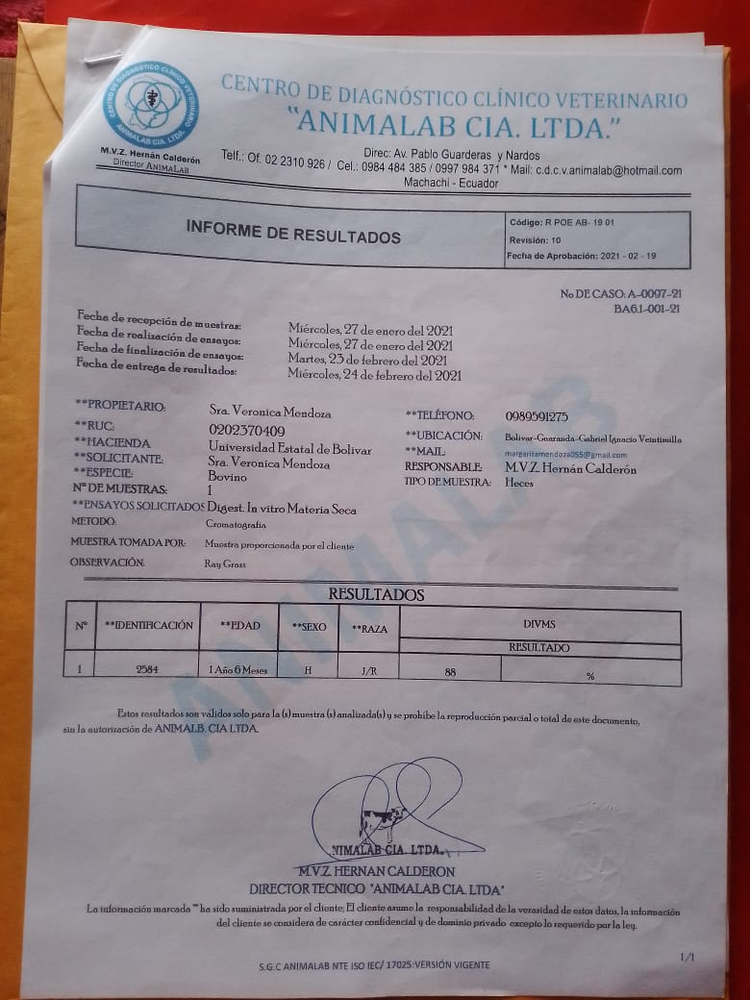 CENTRO DE DIAGNÓSTICO CLÍNICO VETERINARIO
ANIMALAB CIA. LTDA.
CENTRO DE DIAGNÓSTICO CLÍNICO VETERINARIO
"ANIMALAB CIA. LTDA."
M.V.Z. Hernán Calderón
Director ANIMALAB
Direc: Av. Pablo Guarderas y Nardos
Telf.: Of. 02 2310 926 / Cel.: 0984 484 385 / 0997 984 371 * Mail: c.d.c.v.animalab@hotmail.com
Machachi - Ecuador
INFORME DE RESULTADOS
Código: R POE AB- 19 01
Revisión: 10
Fecha de Aprobación: 2021 - 02 - 19
No DE CASO: A-0097-21
BA6.1-001-21
Fecha de recepción de muestras: Miércoles, 27 de enero del 2021
Fecha de realización de ensayos: Miércoles, 27 de enero del 2021
Fecha de finalización de ensayos: Martes, 23 de febrero del 2021
Fecha de entrega de resultados: Miércoles, 24 de febrero del 2021
**PROPIETARIO: Sra. Veronica Mendoza **TELÉFONO: 0989591275
**RUC: 0202370409 **UBICACIÓN: Bolivar-Guaranda-Gabriel Ignacio Veintimilla
**HACIENDA Universidad Estatal de Bolivar **MAIL: margaritamendoza055@gmail.com
**SOLICITANTE: Sra. Veronica Mendoza RESPONSABLE: M.V.Z. Hernán Calderón
**ESPECIE: Bovino TIPO DE MUESTRA: Heces
N° DE MUESTRAS: 1
**ENSAYOS SOLICITADOS Digest. In vitro Materia Seca
METODO: Cromatografia
MUESTRA TOMADA POR: Muestra proporcionada por el cliente
OBSERVACIÓN: Ray Grass
RESULTADOS
N° **IDENTIFICACIÓN **EDAD **SEXO **RAZA DIVMS
RESULTADO
1 2584 1 Año 6 Meses H J/R 88 %
Estos resultados son válidos solo para la (s) muestra (s) analizada(s) y se prohibe la reproducción parcial o total de este documento,
sin la autorización de ANIMALB. CIA LTDA.
ANIMALAB
NIMALAB CIA. LTDA.
M.V.Z. HERNAN CALDERON
DIRECTOR TECNICO "ANIMALAB CIA. LTDA"
La información marcada ** ha sido suministrada por el cliente; El cliente asume la responsabilidad de la verasidad de estos datos, la información
del cliente se considera de carácter confidencial y de dominio privado excepto lo requerido por la ley.
1/1
S.G.C ANIMALAB NTE ISO IEC/ 17025:VERSIÓN VIGENTE